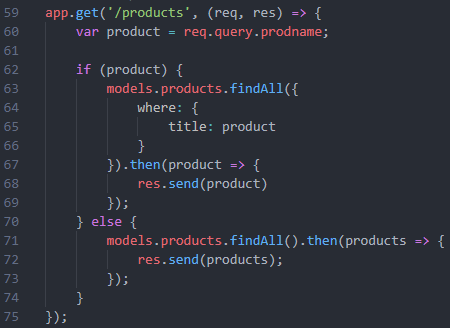 59 app.get('/products', (req, res) => {
60     var product = req.query.prodname;
61
62     if (product) {
63         models.products.findAll({
64             where: {
65                 title: product
66             }
67         }).then(product => {
68             res.send(product)
69         });
70     } else {
71         models.products.findAll().then(products => {
72             res.send(products);
73         });
74     }
75 });